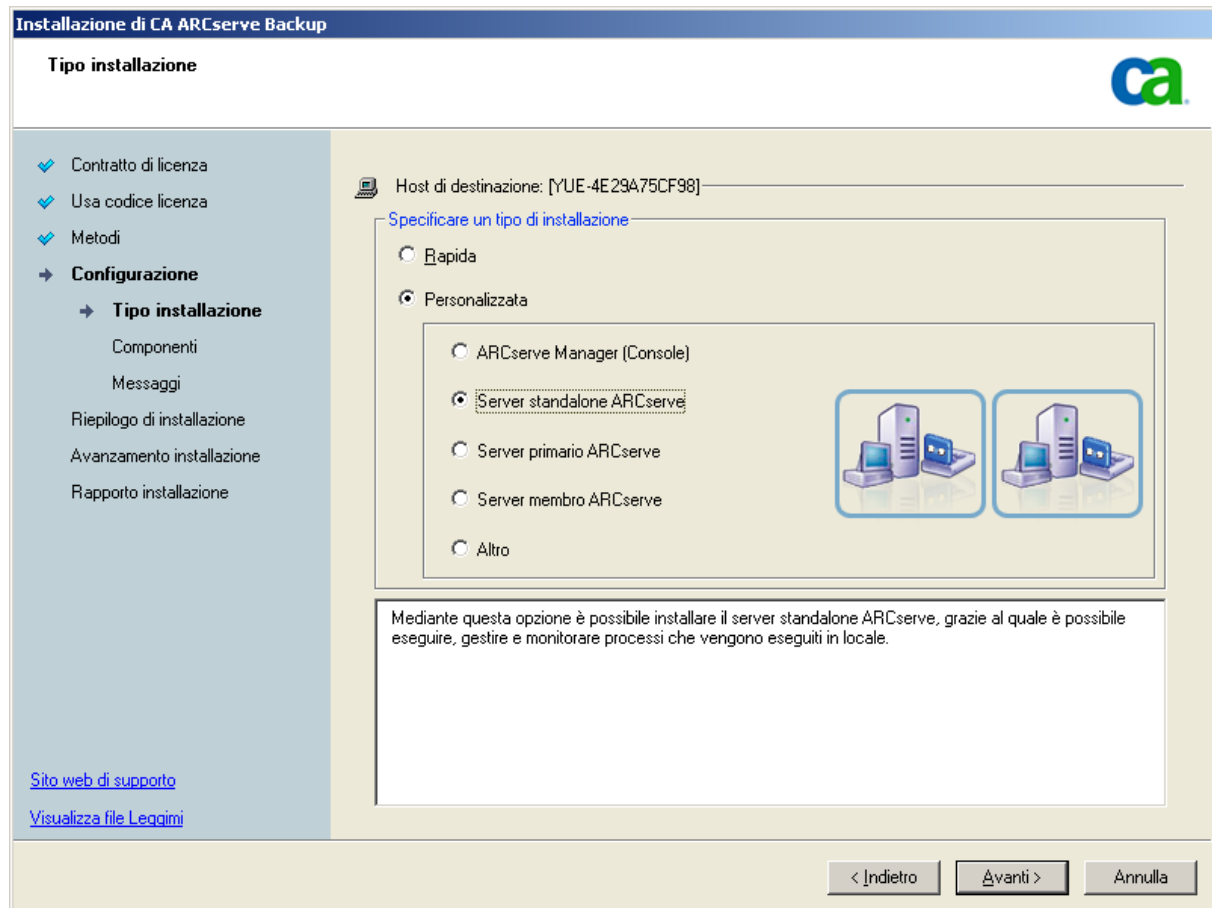 Installazione di CA ARCserve Backup
Tipo installazione
ca
Contratto di licenza
Usa codice licenza
Metodi
Configurazione
Tipo installazione
Componenti
Messaggi
Riepilogo di installazione
Avanzamento installazione
Rapporto installazione
Sito web di supporto
Visualizza file Leggimi
Host di destinazione: [YUE-4E29A75CF98]
Specificare un tipo di installazione
Rapida
Personalizzata
ARCserve Manager (Console)
Server standalone ARCserve
Server primario ARCserve
Server membro ARCserve
Altro
Mediante questa opzione è possibile installare il server standalone ARCserve, grazie al quale è possibile
eseguire, gestire e monitorare processi che vengono eseguiti in locale.
< Indietro
Avanti >
Annulla